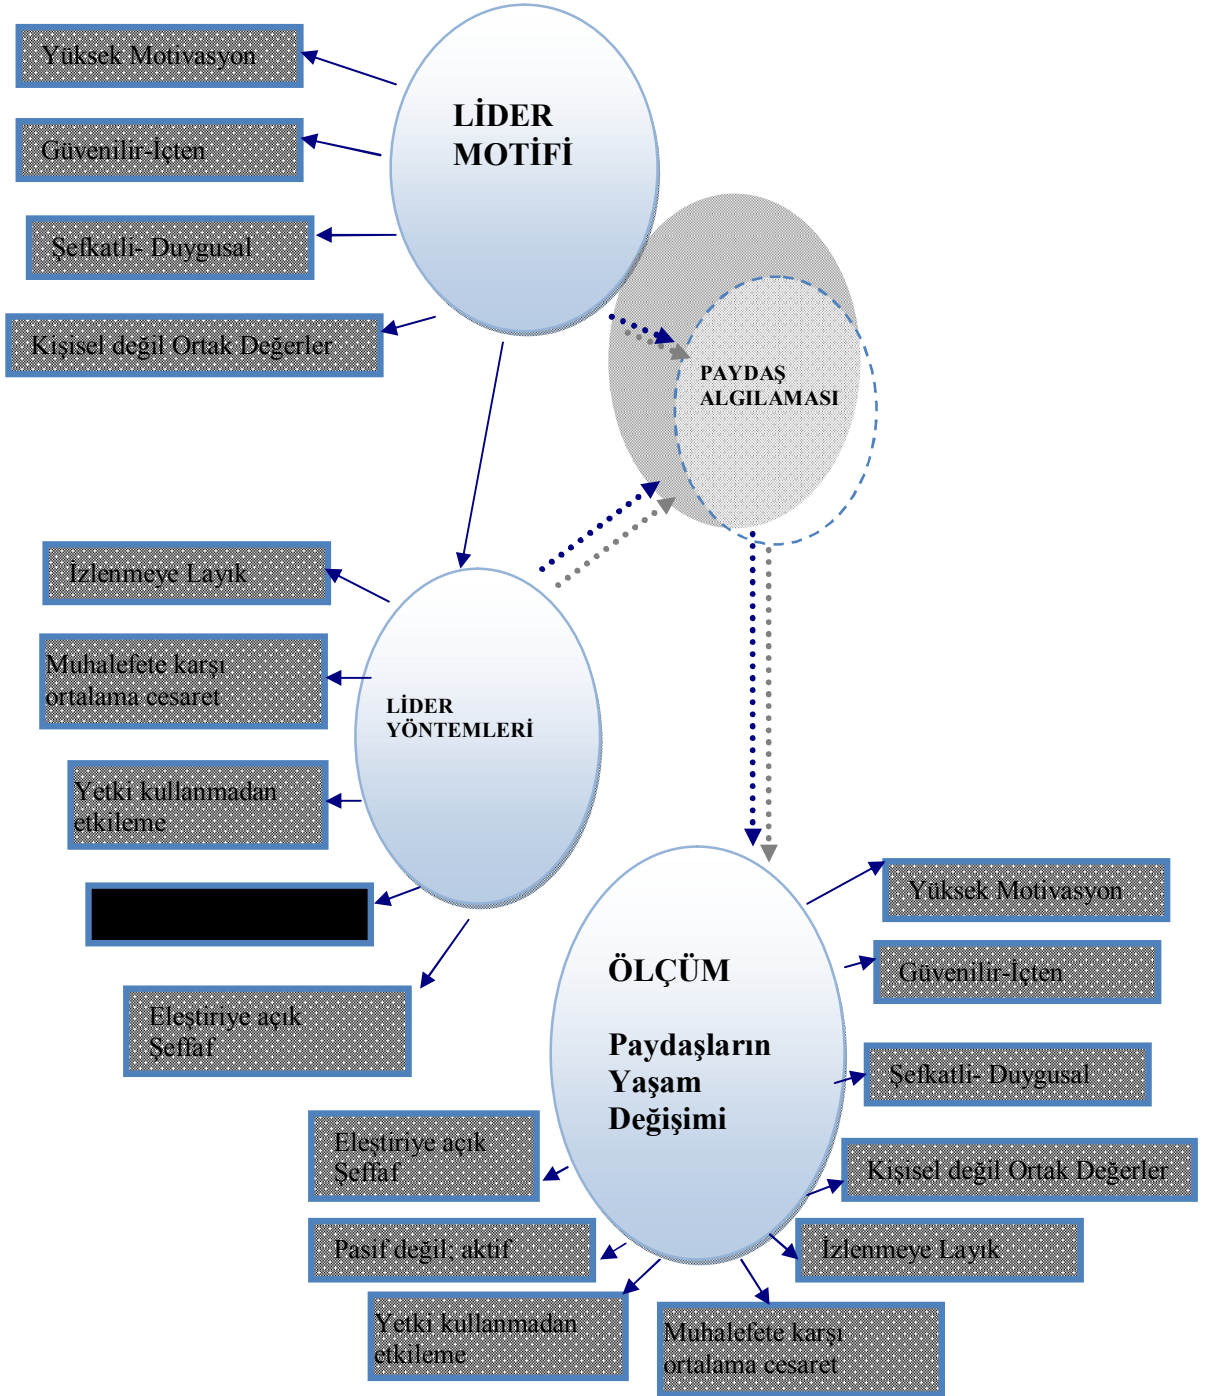 Yüksek Motivasyon
Güvenilir-İçten
Şefkatli- Duygusal
Kişisel değil Ortak Değerler
LİDER
MOTİFİ
PAYDAŞ
ALGILAMASI
İzlenmeye Layık
Muhalefete karşı
ortalama cesaret
Yetki kullanmadan
etkileme
Eleştiriye açık
Şeffaf
LİDER
YÖNTEMLERİ
ÖLÇÜM
Paydaşların
Yaşam
Değişimi
Yüksek Motivasyon
Güvenilir-İçten
Şefkatli- Duygusal
Kişisel değil Ortak Değerler
İzlenmeye Layık
Muhalefete karşı
ortalama cesaret
Eleştiriye açık
Şeffaf
Pasif değil; aktif
Yetki kullanmadan
etkileme